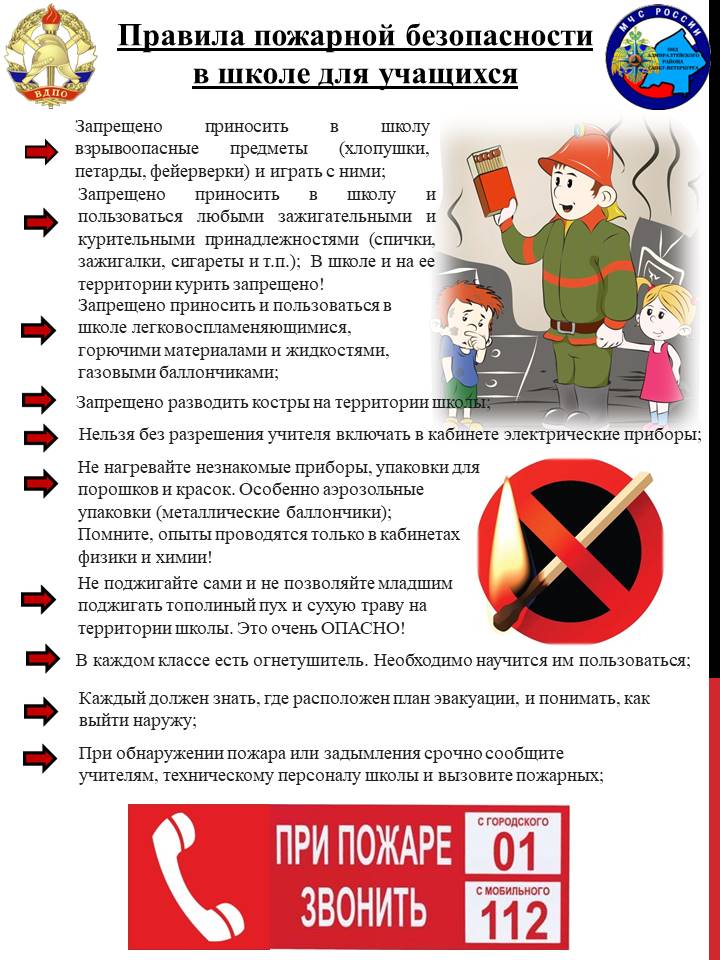 Правила пожарной безопасности
в школе для учащихся
ВДПО
МЧС РОССИИ
ОНД
АДМИРАЛТЕЙСКОГО
РАЙОНА
САНКТ-ПЕТЕРБУРГА
Запрещено приносить в школу
взрывоопасные предметы (хлопушки,
петарды, фейерверки) и играть с ними;
Запрещено приносить в школу и
пользоваться любыми зажигательными и
курительными принадлежностями (спички,
зажигалки, сигареты и т.п.); В школе и на ее
территории курить запрещено!
Запрещено приносить и пользоваться в
школе легковоспламеняющимися,
горючими материалами и жидкостями,
газовыми баллончиками;
Запрещено разводить костры на территории школы;
Нельзя без разрешения учителя включать в кабинете электрические приборы;
Не нагревайте незнакомые приборы, упаковки для
порошков и красок. Особенно аэрозольные
упаковки (металлические баллончики);
Помните, опыты проводятся только в кабинетах
физики и химии!
Не поджигайте сами и не позволяйте младшим
поджигать тополиный пух и сухую траву на
территории школы. Это очень ОПАСНО!
В каждом классе есть огнетушитель. Необходимо научится им пользоваться;
Каждый должен знать, где расположен план эвакуации, и понимать, как
выйти наружу;
При обнаружении пожара или задымления срочно сообщите
учителям, техническому персоналу школы и вызовите пожарных;
ПРИ ПОЖАРЕ
ЗВОНИТЬ
С ГОРОДСКОГО
01
С МОБИЛЬНОГО
112